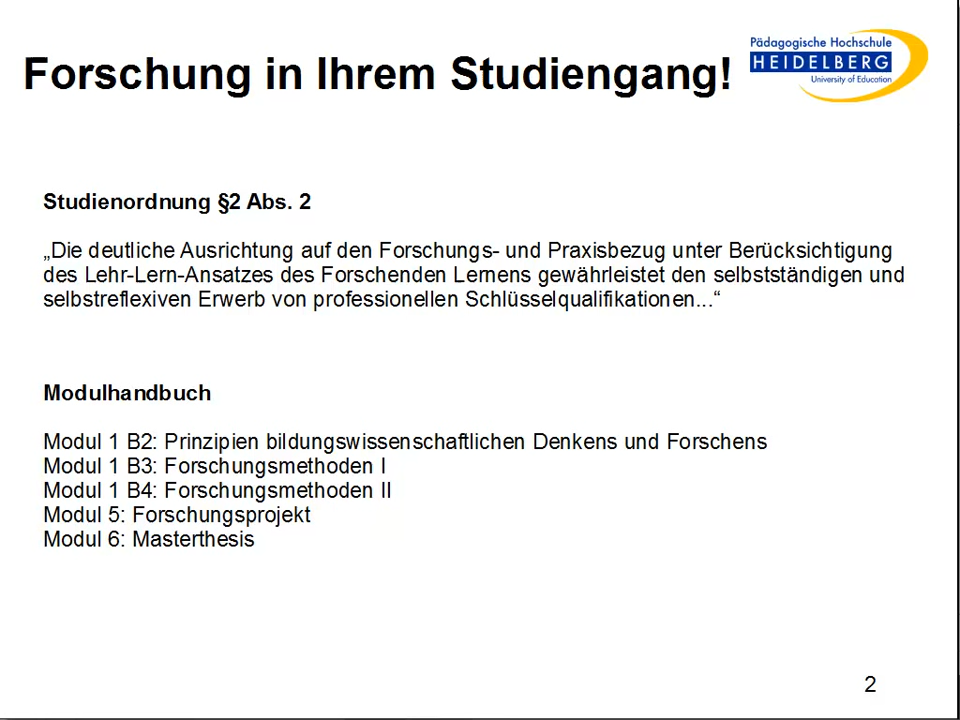 Forschung in Ihrem Studiengang!
Pädagogische Hochschule
HEIDELBERG
University of Education
Studienordnung §2 Abs. 2
„Die deutliche Ausrichtung auf den Forschungs- und Praxisbezug unter Berücksichtigung
des Lehr-Lern-Ansatzes des Forschenden Lernens gewährleistet den selbstständigen und
selbstreflexiven Erwerb von professionellen Schlüsselqualifikationen...“
Modulhandbuch
Modul 1 B2: Prinzipien bildungswissenschaftlichen Denkens und Forschens
Modul 1 B3: Forschungsmethoden I
Modul 1 B4: Forschungsmethoden II
Modul 5: Forschungsprojekt
Modul 6: Masterthesis
2